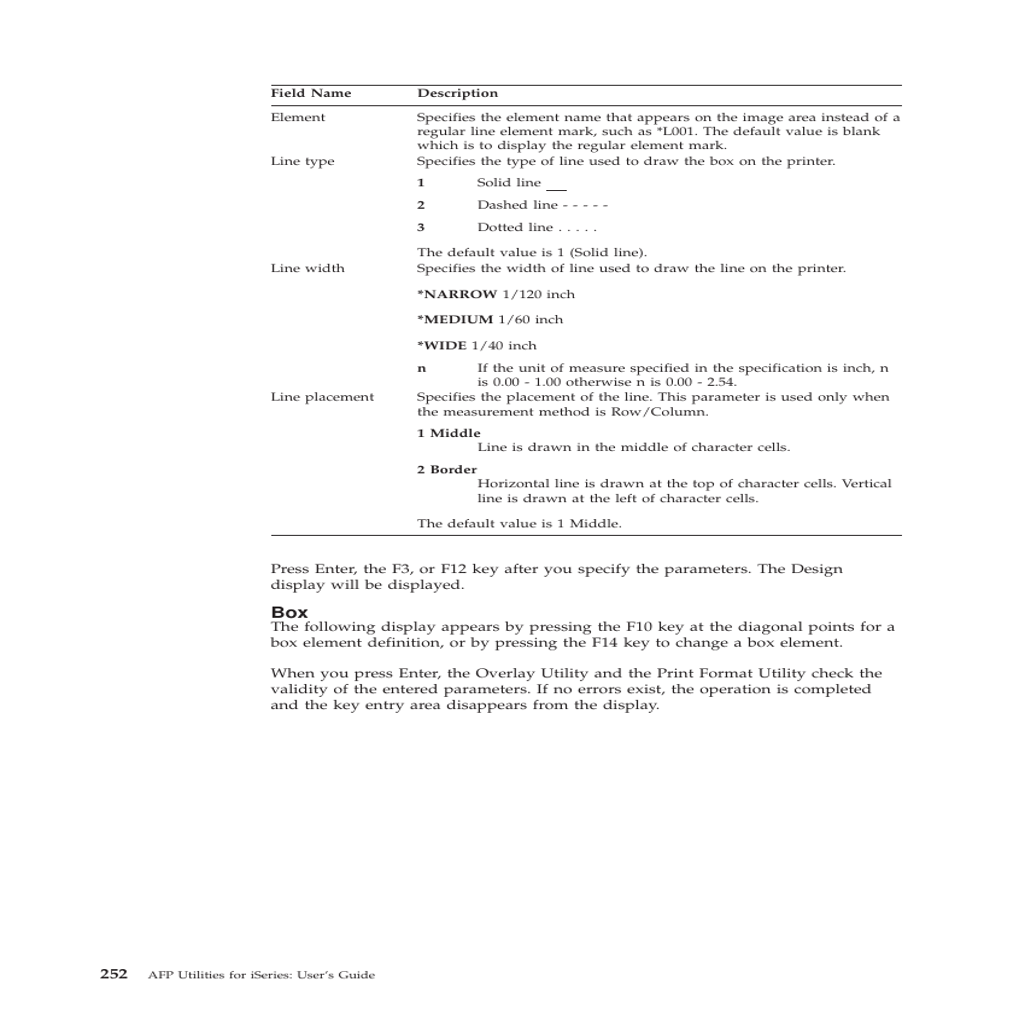 Field Name Description
Element Specifies the element name that appears on the image area instead of a
regular line element mark, such as *L001. The default value is blank
which is to display the regular element mark.
Line type Specifies the type of line used to draw the box on the printer.
1 Solid line __
2 Dashed line - - - - -
3 Dotted line . . . . .
The default value is 1 (Solid line).
Line width Specifies the width of line used to draw the line on the printer.
*NARROW 1/120 inch
*MEDIUM 1/60 inch
*WIDE 1/40 inch
n If the unit of measure specified in the specification is inch, n
is 0.00 - 1.00 otherwise n is 0.00 - 2.54.
Line placement Specifies the placement of the line. This parameter is used only when
the measurement method is Row/Column.
1 Middle
Line is drawn in the middle of character cells.
2 Border
Horizontal line is drawn at the top of character cells. Vertical
line is drawn at the left of character cells.
The default value is 1 Middle.
Press Enter, the F3, or F12 key after you specify the parameters. The Design
display will be displayed.
Box
The following display appears by pressing the F10 key at the diagonal points for a
box element definition, or by pressing the F14 key to change a box element.
When you press Enter, the Overlay Utility and the Print Format Utility check the
validity of the entered parameters. If no errors exist, the operation is completed
and the key entry area disappears from the display.
252 AFP Utilities for iSeries: User's Guide